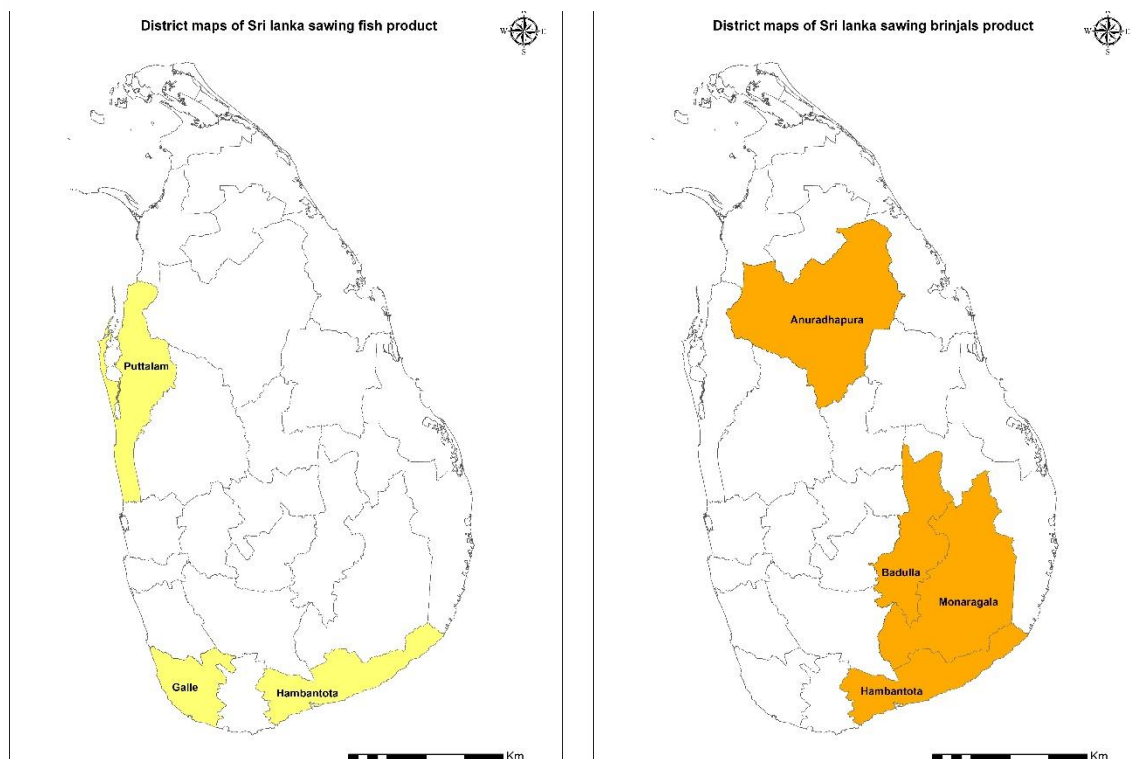 District maps of Sri lanka sawing fish product
N
W
E
S
Puttalam
Galle
Hambantota
Km
District maps of Sri lanka sawing brinjals product
N
W
E
S
Anuradhapura
Badulla
Monaragala
Hambantota
Km